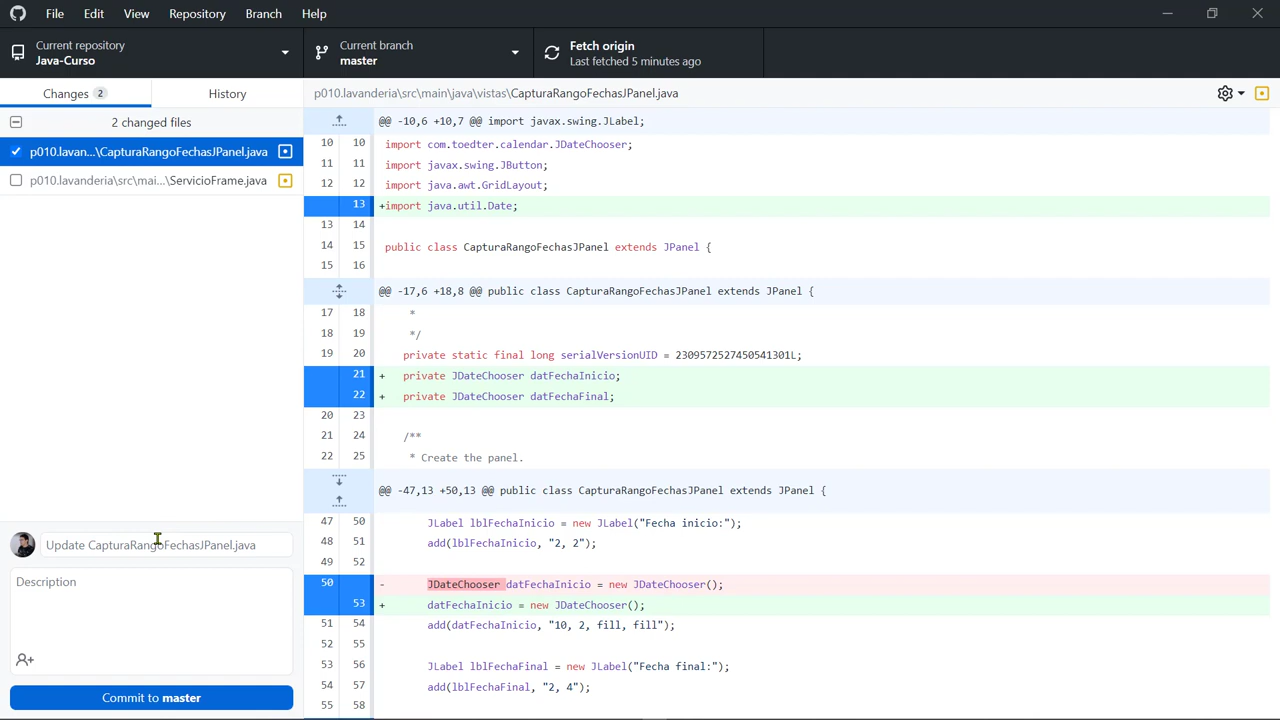 File Edit View Repository Branch Help
Current repository
Java-Curso
Current branch
master
Fetch origin
Last fetched 5 minutes ago
Changes 2
History
p010.lavanderia\src\main\java\vistas\CapturaRangoFechasJPanel.java
2 changed files
p010.lavan...\CapturaRangoFechasJPanel.java
p010.lavanderia\src\mai...\ServicioFrame.java
@@ -10,6 +10,7 @@ import javax.swing.JLabel;
10 10 import com.toedter.calendar.JDateChooser;
11 11 import javax.swing.JButton;
12 12 import java.awt.GridLayout;
13 +import java.util.Date;
13 14
14 15 public class CapturaRangoFechasJPanel extends JPanel {
15 16
@@ -17,6 +18,8 @@ public class CapturaRangoFechasJPanel extends JPanel {
17 18 *
18 19 */
19 20 private static final long serialVersionUID = 2309572527450541301L;
21 + private JDateChooser datFechaInicio;
22 + private JDateChooser datFechaFinal;
20 23
21 24 /**
22 25 * Create the panel.
@@ -47,13 +50,13 @@ public class CapturaRangoFechasJPanel extends JPanel {
47 50 JLabel lblFechaInicio = new JLabel("Fecha inicio:");
48 51 add(lblFechaInicio, "2, 2");
49 52
50 - JDateChooser datFechaInicio = new JDateChooser();
53 + datFechaInicio = new JDateChooser();
51 54 add(datFechaInicio, "10, 2, fill, fill");
52 55
53 56 JLabel lblFechaFinal = new JLabel("Fecha final:");
54 57 add(lblFechaFinal, "2, 4");
55 58
Update CapturaRangoFechasJPanel.java
Description
Commit to master